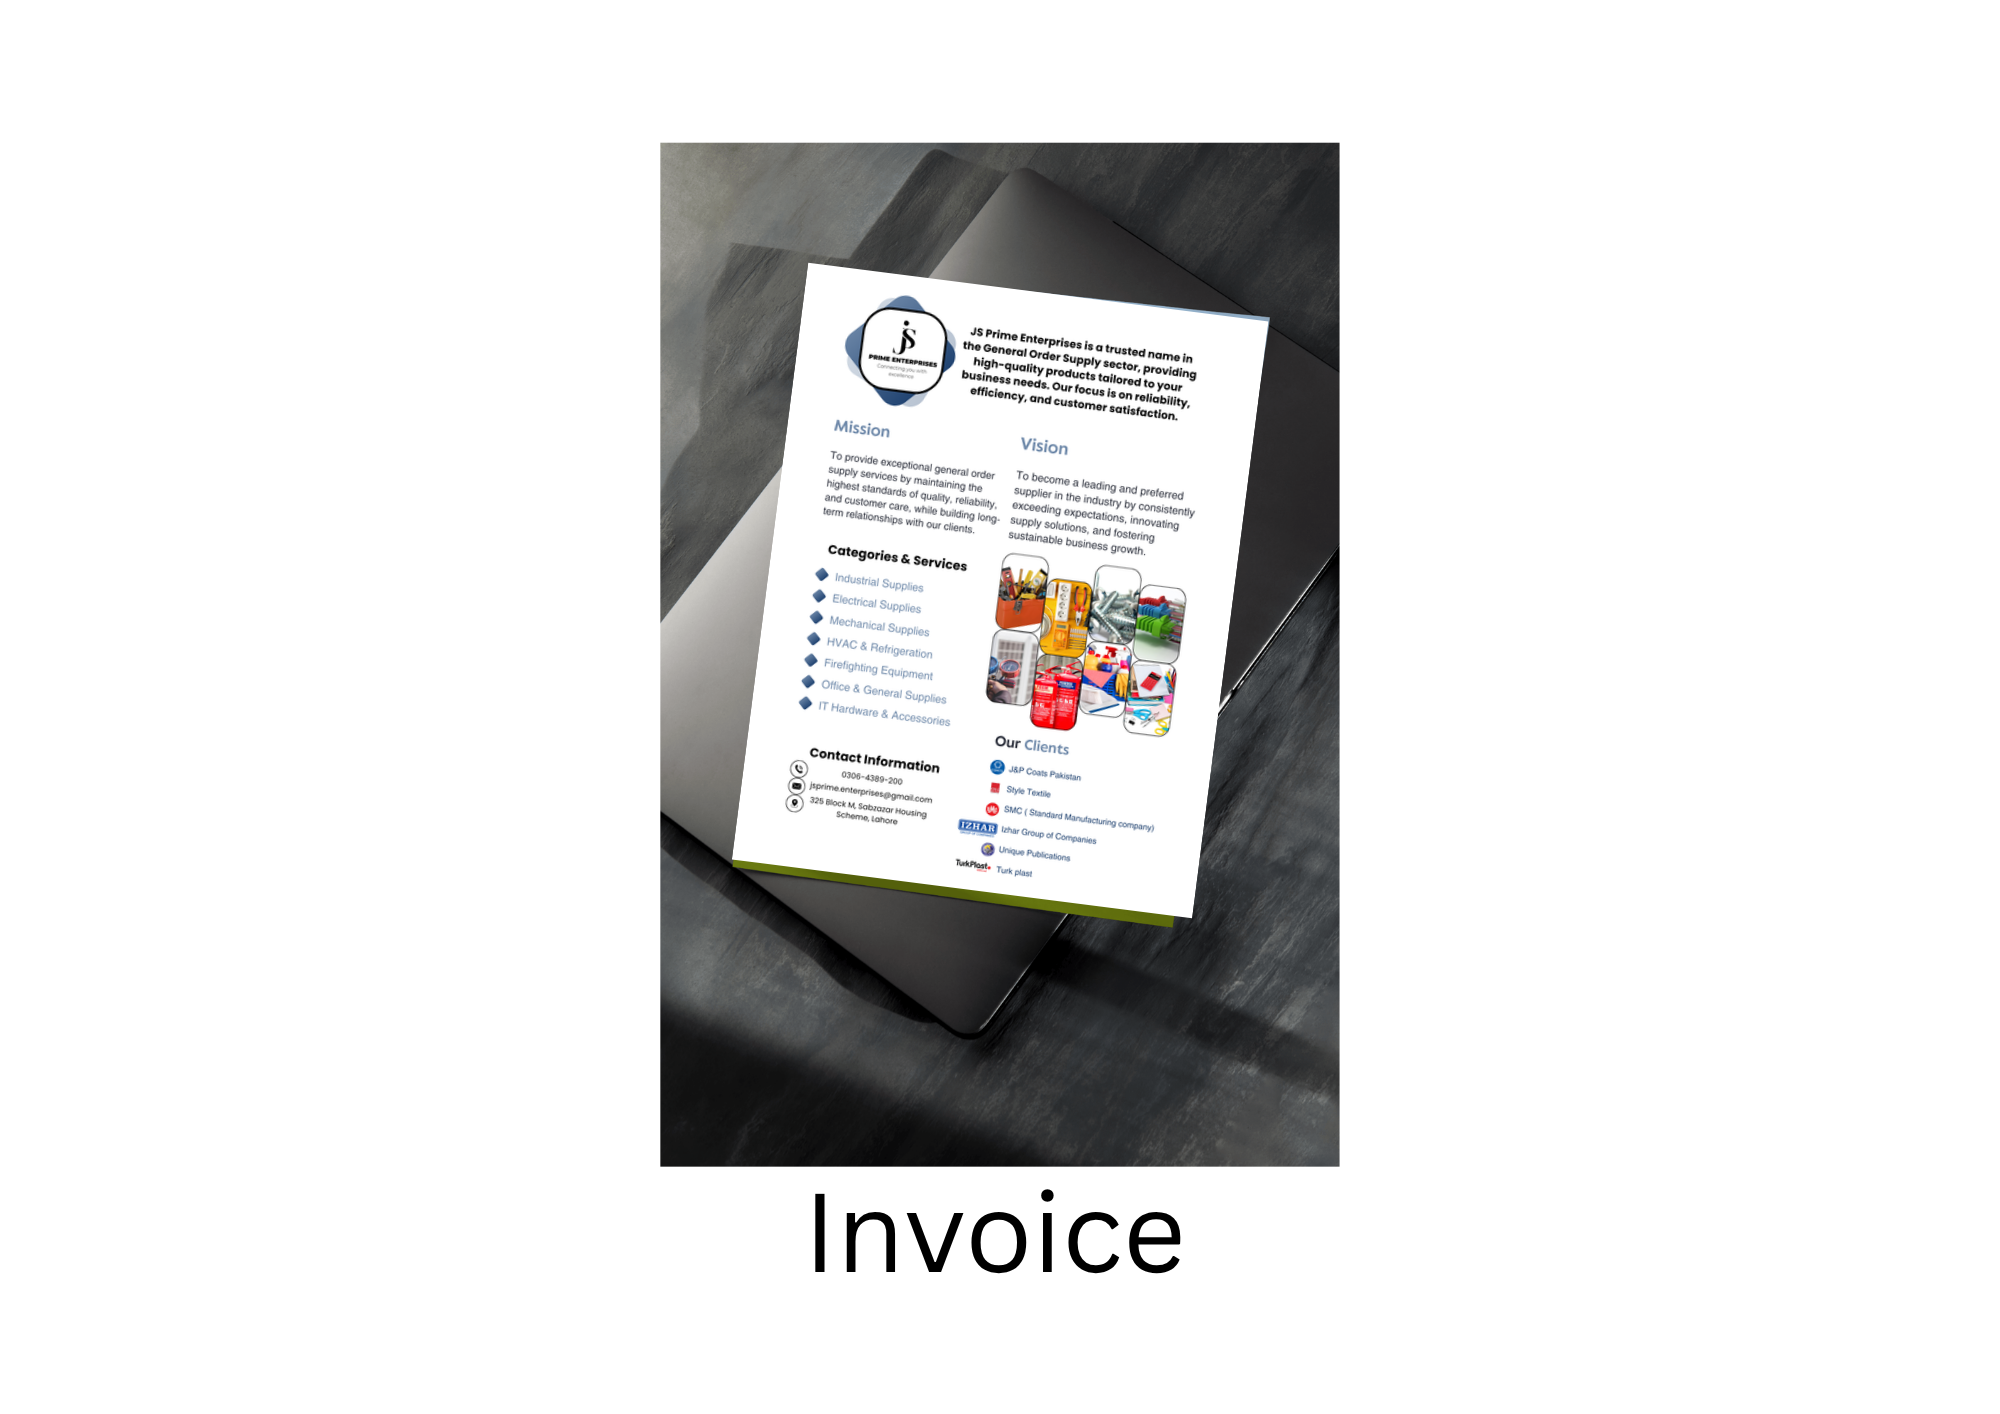 JS
PRIME ENTERPRISES
Connecting you with
excellence
JS Prime Enterprises is a trusted name in
the General Order Supply sector, providing
high-quality products tailored to your
business needs. Our focus is on reliability,
efficiency, and customer satisfaction.
Mission
To provide exceptional general order
supply services by maintaining the
highest standards of quality, reliability,
and customer care, while building long-
term relationships with our clients.
Vision
To become a leading and preferred
supplier in the industry by consistently
exceeding expectations, innovating
supply solutions, and fostering
sustainable business growth.
Categories & Services
Industrial Supplies
Electrical Supplies
Mechanical Supplies
HVAC & Refrigeration
Firefighting Equipment
Office & General Supplies
IT Hardware & Accessories
Contact Information
0306-4389-200
jsprime.enterprises@gmail.com
325 Block M, Sabzazar Housing
Scheme, Lahore
Our Clients
J&P Coats Pakistan
Style Textile
SMC ( Standard Manufacturing company)
IZHAR
Izhar Group of Companies
Unique Publications
TurkPlast
Turk plast
Invoice